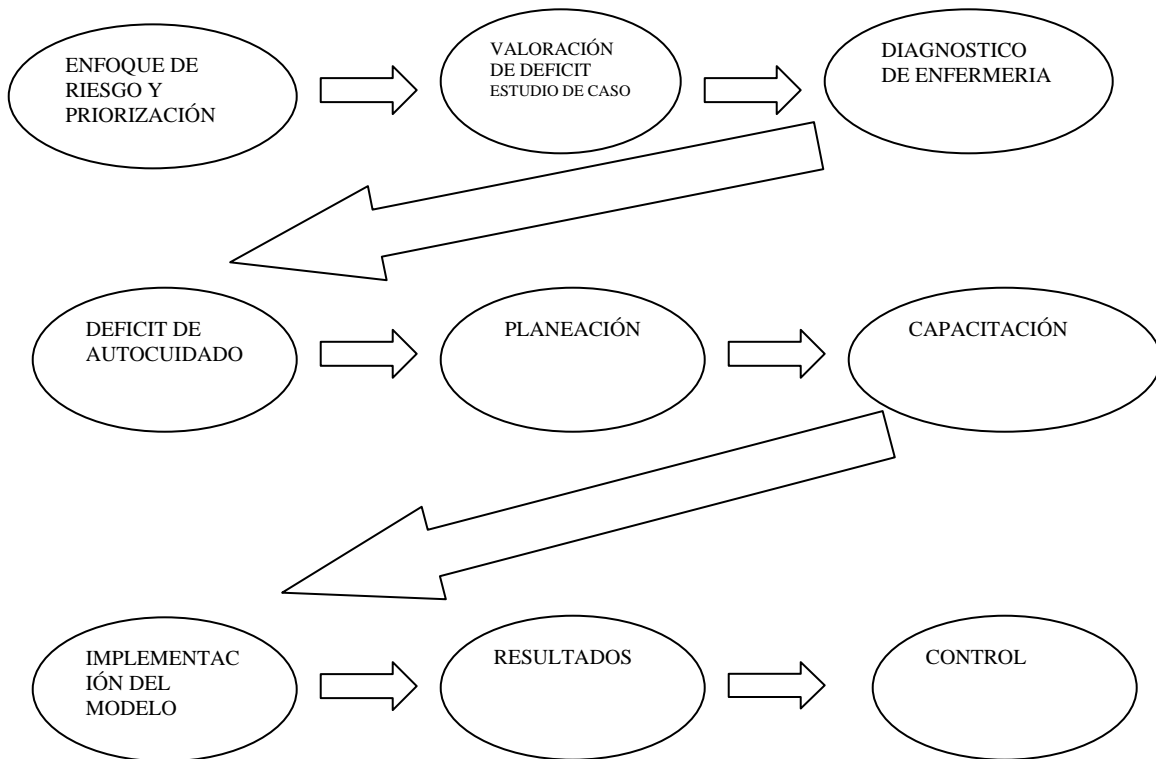 ENFOQUE DE
RIESGO Y
PRIORIZACIÓN
VALORACIÓN
DE DEFICIT
ESTUDIO DE CASO
DIAGNOSTICO
DE ENFERMERIA
DEFICIT DE
AUTOCUIDADO
PLANEACIÓN
CAPACITACIÓN
IMPLEMENTAC
IÓN DEL
MODELO
RESULTADOS
CONTROL